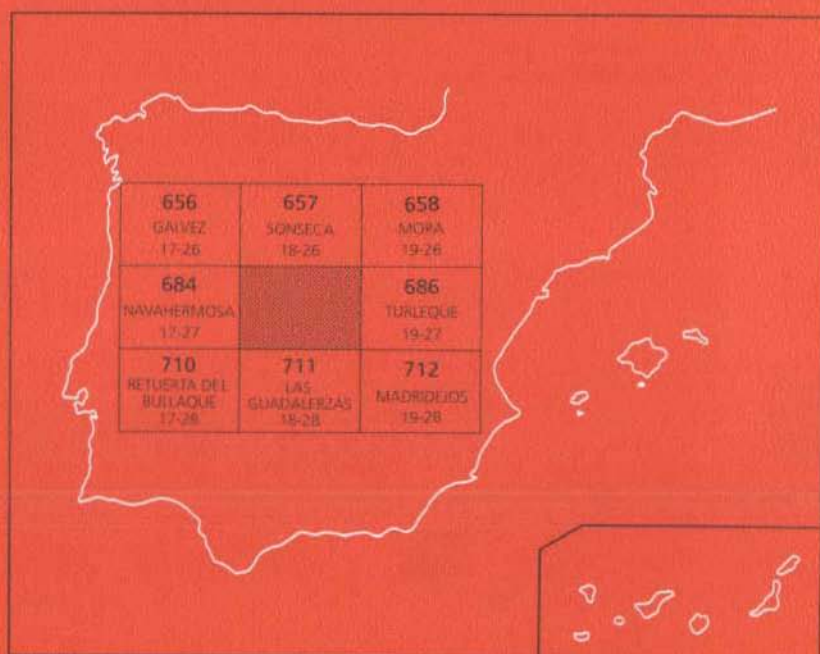 656
GALVEZ
17-26
657
SONSECA
18-26
658
MORA
19-26
684
NAVAHERMOSA
17-27
686
TURLEQUE
19-27
710
RETUERTA DEL
BULLAQUE
17-28
711
LAS
GUADALERZAS
18-28
712
MADRIDEJOS
19-28